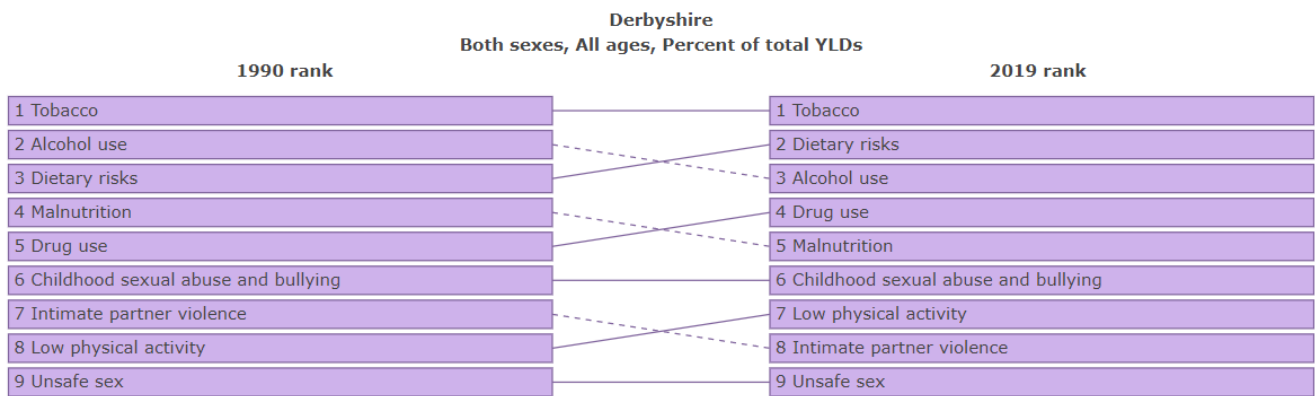 Derbyshire
Both sexes, All ages, Percent of total YLDs
1990 rank
2019 rank
1 Tobacco
1 Tobacco
2 Alcohol use
2 Dietary risks
3 Dietary risks
3 Alcohol use
4 Malnutrition
4 Drug use
5 Drug use
5 Malnutrition
6 Childhood sexual abuse and bullying
6 Childhood sexual abuse and bullying
7 Intimate partner violence
7 Low physical activity
8 Low physical activity
8 Intimate partner violence
9 Unsafe sex
9 Unsafe sex